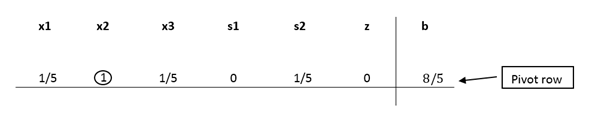 x1 x2 x3 s1 s2 z b
1/5 1 1/5 0 1/5 0 8/5 Pivot row